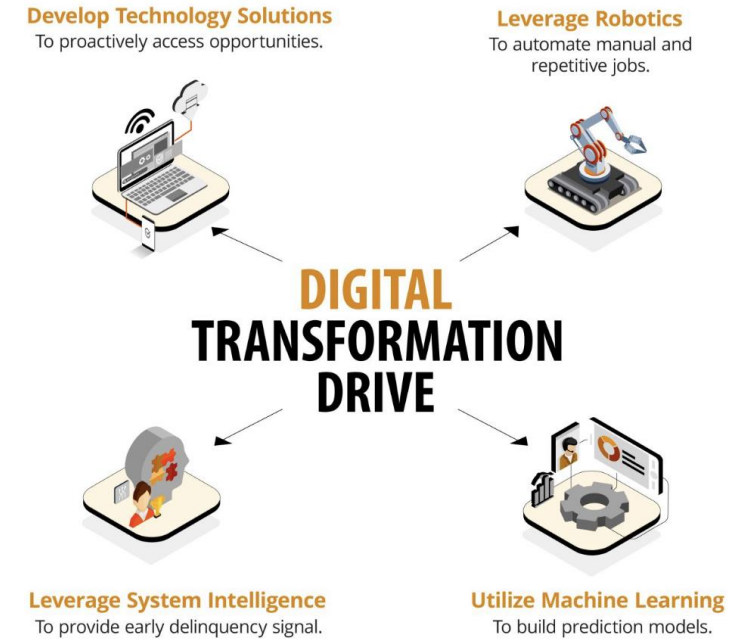 Develop Technology Solutions
To proactively access opportunities.
Leverage Robotics
To automate manual and
repetitive jobs.
DIGITAL
TRANSFORMATION
DRIVE
Leverage System Intelligence
To provide early delinquency signal.
Utilize Machine Learning
To build prediction models.